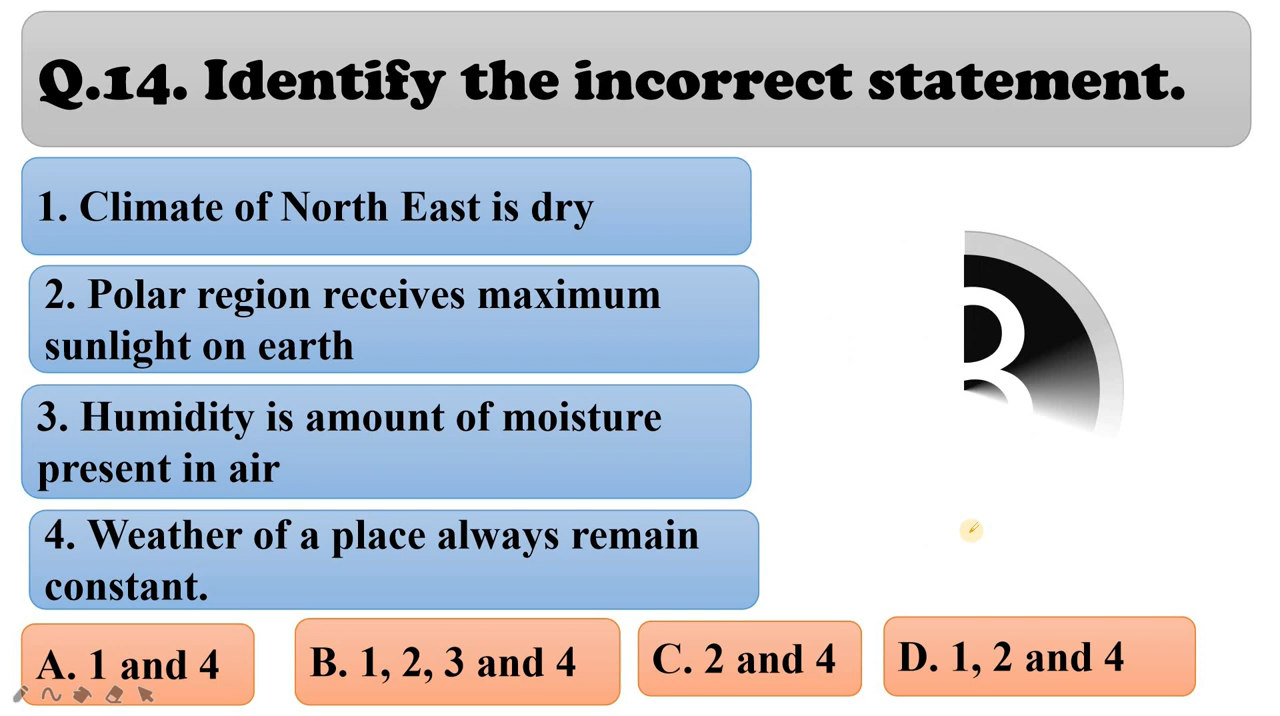 Q.14. Identify the incorrect statement.
1. Climate of North East is dry
2. Polar region receives maximum
sunlight on earth
3. Humidity is amount of moisture
present in air
4. Weather of a place always remain
constant.
A. 1 and 4
B. 1, 2, 3 and 4
C. 2 and 4
D. 1, 2 and 4